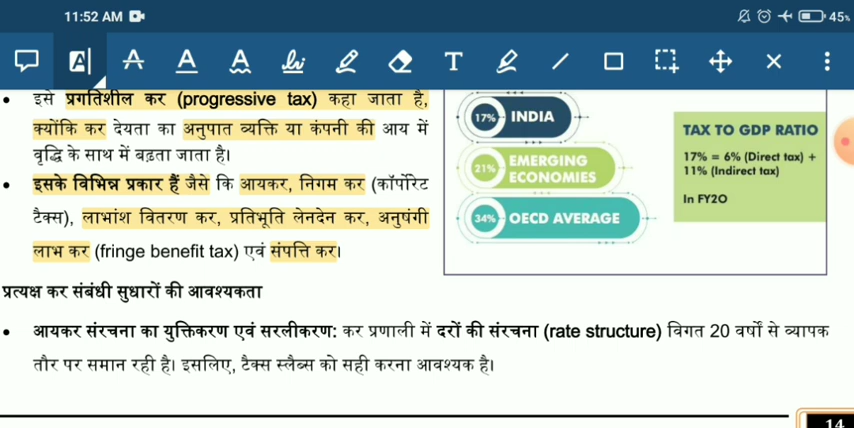 11:52 AM
45%
T
• इसे प्रगतिशील कर (progressive tax) कहा जाता है,
क्योंकि कर देयता का अनुपात व्यक्ति या कंपनी की आय में
वृद्धि के साथ में बढ़ता जाता है।
• इसके विभिन्न प्रकार हैं जैसे कि आयकर, निगम कर (कॉर्पोरेट
टैक्स), लाभांश वितरण कर, प्रतिभूति लेनदेन कर, अनुषंगी
लाभ कर (fringe benefit tax) एवं संपत्ति कर।
17% INDIA
21% EMERGING
ECONOMIES
34% OECD AVERAGE
TAX TO GDP RATIO
17% = 6% (Direct tax) +
11% (Indirect tax)
In FY20
प्रत्यक्ष कर संबंधी सुधारों की आवश्यकता
• आयकर संरचना का युक्तिकरण एवं सरलीकरण: कर प्रणाली में दरों की संरचना (rate structure) विगत 20 वर्षों से व्यापक
तौर पर समान रही है। इसलिए, टैक्स स्लैब्स को सही करना आवश्यक है।
14